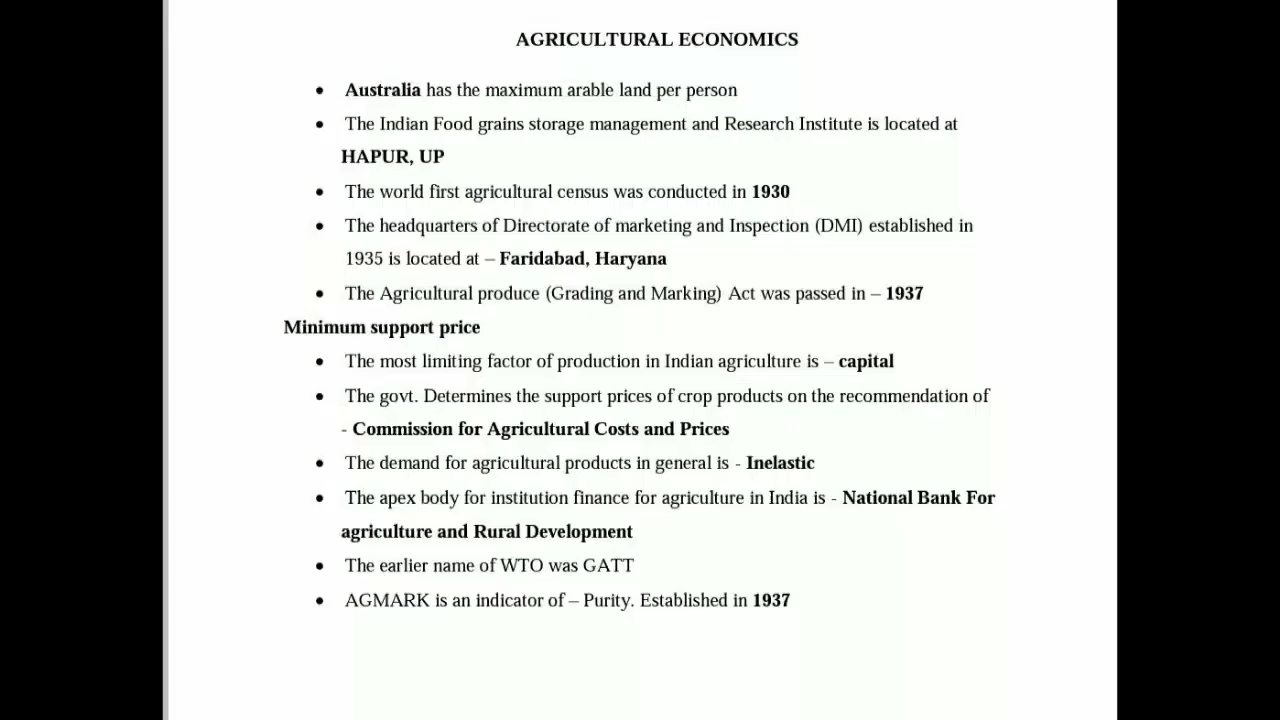 AGRICULTURAL ECONOMICS
• Australia has the maximum arable land per person
• The Indian Food grains storage management and Research Institute is located at
HAPUR, UP
• The world first agricultural census was conducted in 1930
• The headquarters of Directorate of marketing and Inspection (DMI) established in
1935 is located at – Faridabad, Haryana
• The Agricultural produce (Grading and Marking) Act was passed in – 1937
Minimum support price
• The most limiting factor of production in Indian agriculture is – capital
• The govt. Determines the support prices of crop products on the recommendation of
- Commission for Agricultural Costs and Prices
• The demand for agricultural products in general is - Inelastic
• The apex body for institution finance for agriculture in India is - National Bank For
agriculture and Rural Development
• The earlier name of WTO was GATT
• AGMARK is an indicator of – Purity. Established in 1937